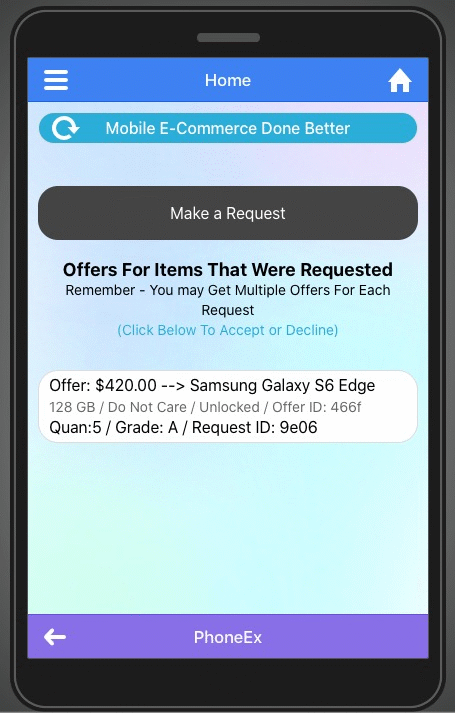 Home
Mobile E-Commerce Done Better
Make a Request
Offers For Items That Were Requested
Remember - You may Get Multiple Offers For Each
Request
(Click Below To Accept or Decline)
Offer: $420.00 --> Samsung Galaxy S6 Edge
128 GB / Do Not Care / Unlocked / Offer ID: 466f
Quan:5 / Grade: A / Request ID: 9e06
PhoneEx